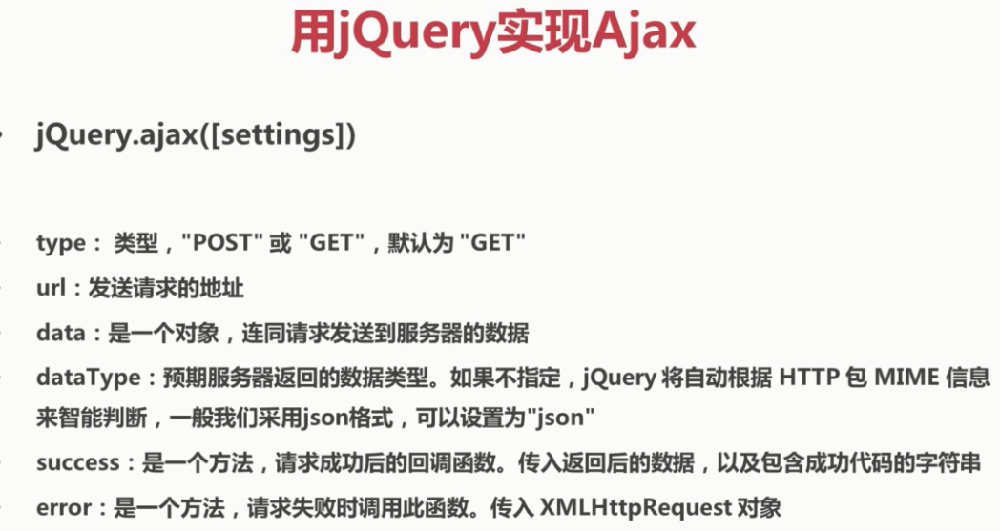 用jQuery实现Ajax
• jQuery.ajax([settings])
• type： 类型，"POST" 或 "GET"，默认为 "GET"
• url：发送请求的地址
• data：是一个对象，连同请求发送到服务器的数据
• dataType：预期服务器返回的数据类型。如果不指定，jQuery 将自动根据 HTTP 包 MIME 信息
来智能判断，一般我们采用json格式，可以设置为"json"
• success：是一个方法，请求成功后的回调函数。传入返回后的数据，以及包含成功代码的字符串
• error：是一个方法，请求失败时调用此函数。传入 XMLHttpRequest 对象